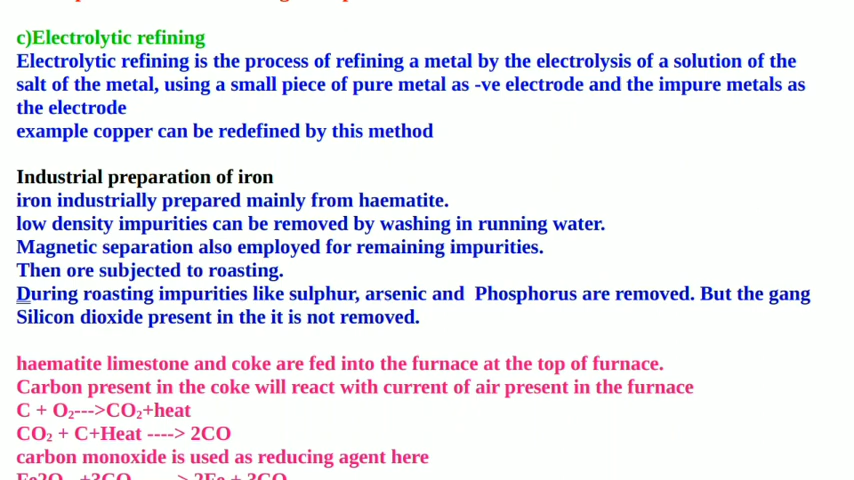 c)Electrolytic refining
Electrolytic refining is the process of refining a metal by the electrolysis of a solution of the
salt of the metal, using a small piece of pure metal as -ve electrode and the impure metals as
the electrode
example copper can be redefined by this method
Industrial preparation of iron
iron industrially prepared mainly from haematite.
low density impurities can be removed by washing in running water.
Magnetic separation also employed for remaining impurities.
Then ore subjected to roasting.
During roasting impurities like sulphur, arsenic and Phosphorus are removed. But the gang
Silicon dioxide present in the it is not removed.
haematite limestone and coke are fed into the furnace at the top of furnace.
Carbon present in the coke will react with current of air present in the furnace
C + O₂--->CO₂+heat
CO₂ + C+Heat ----> 2CO
carbon monoxide is used as reducing agent here